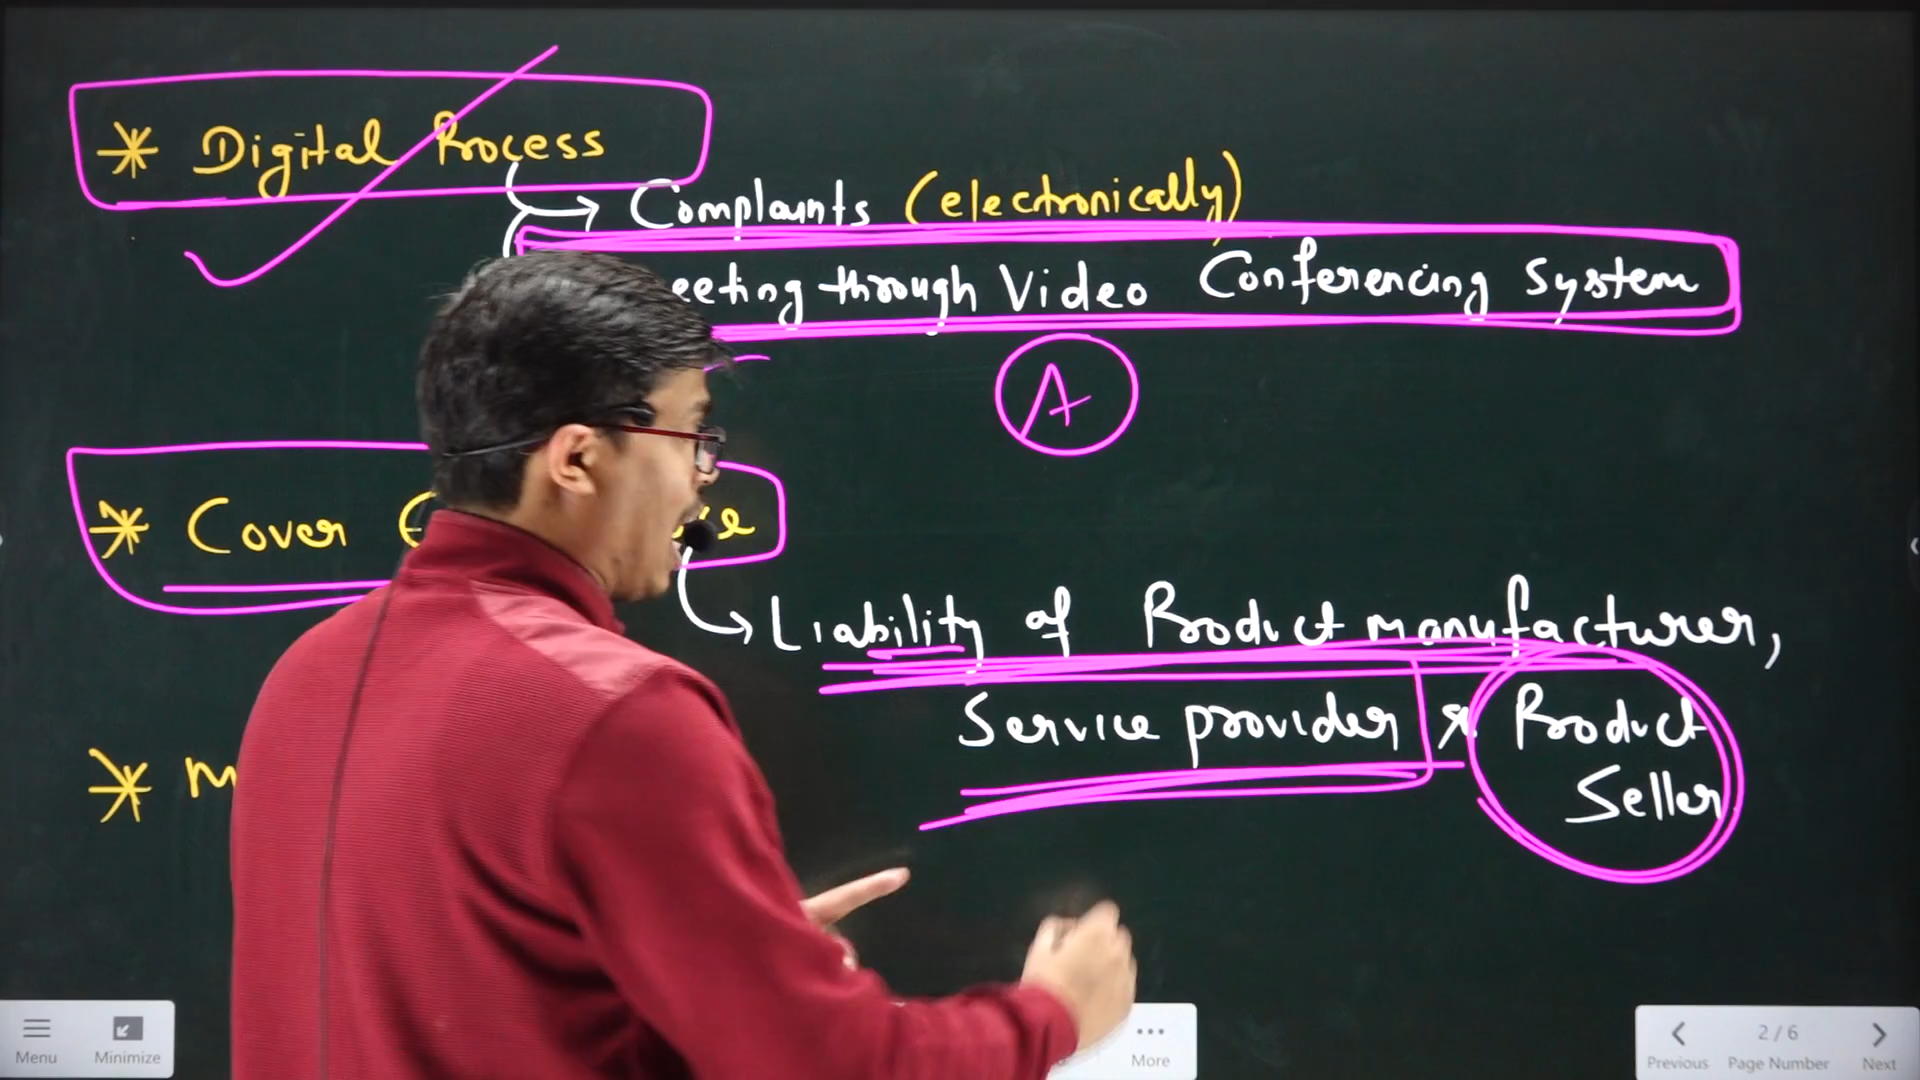 * Digital Process
Complaints (electronically)
eeting through Video Conferencing System
A
* Cover
Liability of Product manufacturer,
Service provider & Product
Seller
* M
Menu
Minimize
More
2 / 6
Previous Page Number Next